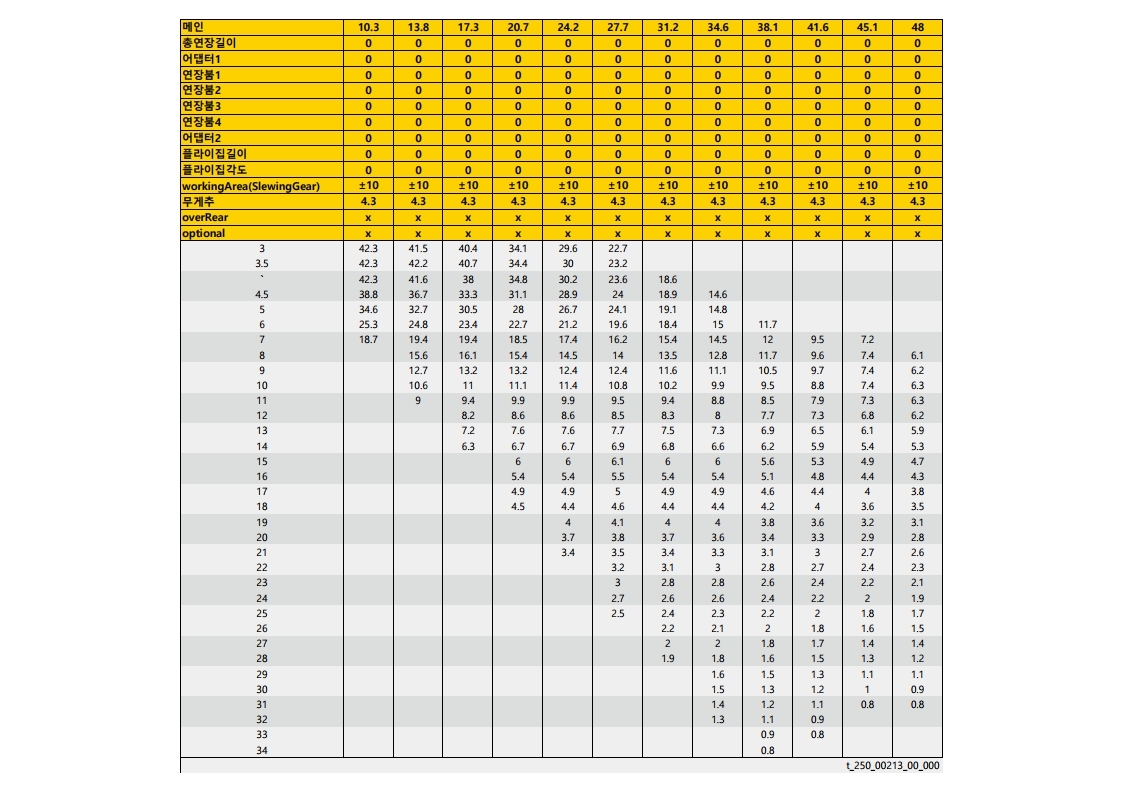 메인 10.3 13.8 17.3 20.7 24.2 27.7 31.2 34.6 38.1 41.6 45.1 48
총연장길이 0 0 0 0 0 0 0 0 0 0 0 0
어댑터1 0 0 0 0 0 0 0 0 0 0 0 0
연장붐1 0 0 0 0 0 0 0 0 0 0 0 0
연장붐2 0 0 0 0 0 0 0 0 0 0 0 0
연장붐3 0 0 0 0 0 0 0 0 0 0 0 0
연장붐4 0 0 0 0 0 0 0 0 0 0 0 0
어댑터2 0 0 0 0 0 0 0 0 0 0 0 0
플라이집길이 0 0 0 0 0 0 0 0 0 0 0 0
플라이집각도 0 0 0 0 0 0 0 0 0 0 0 0
workingArea(SlewingGear) ±10 ±10 ±10 ±10 ±10 ±10 ±10 ±10 ±10 ±10 ±10 ±10
무게추 4.3 4.3 4.3 4.3 4.3 4.3 4.3 4.3 4.3 4.3 4.3 4.3
overRear x x x x x x x x x x x x
optional x x x x x x x x x x x x
3 42.3 41.5 40.4 34.1 29.6 22.7
3.5 42.3 42.2 40.7 34.4 30 23.2
` 42.3 41.6 38 34.8 30.2 23.6 18.6
4.5 38.8 36.7 33.3 31.1 28.9 24 18.9 14.6
5 34.6 32.7 30.5 28 26.7 24.1 19.1 14.8
6 25.3 24.8 23.4 22.7 21.2 19.6 18.4 15 11.7
7 18.7 19.4 19.4 18.5 17.4 16.2 15.4 14.5 12 9.5 7.2
8 15.6 16.1 15.4 14.5 14 13.5 12.8 11.7 9.6 7.4 6.1
9 12.7 13.2 13.2 12.4 12.4 11.6 11.1 10.5 9.7 7.4 6.2
10 10.6 11 11.1 11.4 10.8 10.2 9.9 9.5 8.8 7.4 6.3
11 9 9.4 9.9 9.9 9.5 9.4 8.8 8.5 7.9 7.3 6.3
12 8.2 8.6 8.6 8.5 8.3 8 7.7 7.3 6.8 6.2
13 7.2 7.6 7.6 7.7 7.5 7.3 6.9 6.5 6.1 5.9
14 6.3 6.7 6.7 6.9 6.8 6.6 6.2 5.9 5.4 5.3
15 6 6 6.1 6 6 5.6 5.3 4.9 4.7
16 5.4 5.4 5.5 5.4 5.4 5.1 4.8 4.4 4.3
17 4.9 4.9 5 4.9 4.9 4.6 4.4 4 3.8
18 4.5 4.4 4.6 4.4 4.4 4.2 4 3.6 3.5
19 4 4.1 4 4 3.8 3.6 3.2 3.1
20 3.7 3.8 3.7 3.6 3.4 3.3 2.9 2.8
21 3.4 3.5 3.4 3.3 3.1 3 2.7 2.6
22 3.2 3.1 3 2.8 2.7 2.4 2.3
23 3 2.8 2.8 2.6 2.4 2.2 2.1
24 2.7 2.6 2.6 2.4 2.2 2 1.9
25 2.5 2.4 2.3 2.2 2 1.8 1.7
26 2.2 2.1 2 1.8 1.6 1.5
27 2 2 1.8 1.7 1.4 1.4
28 1.9 1.8 1.6 1.5 1.3 1.2
29 1.6 1.5 1.3 1.1 1.1
30 1.5 1.3 1.2 1 0.9
31 1.4 1.2 1.1 0.8 0.8
32 1.3 1.1 0.9
33 0.9 0.8
34 0.8
t_250_00213_00_000